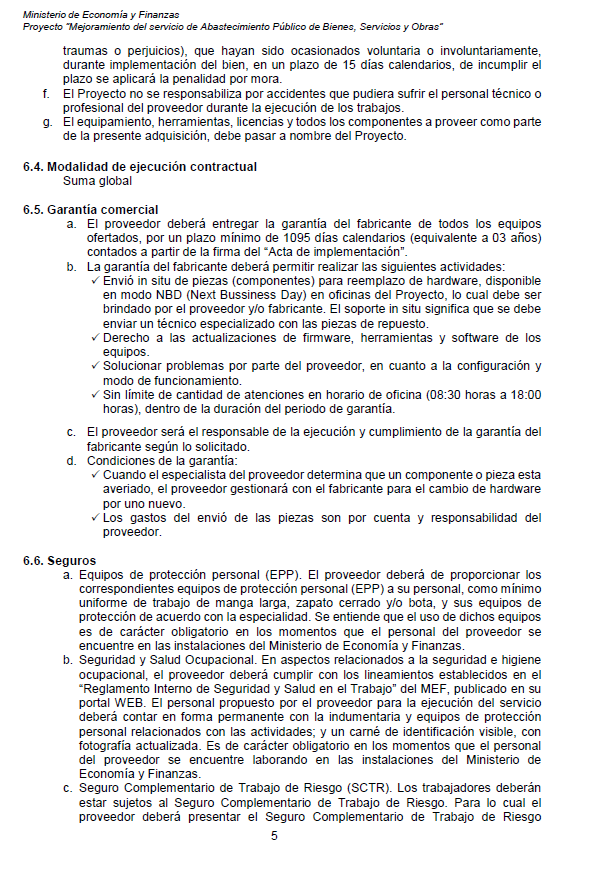 Ministerio de Economía y Finanzas
Proyecto "Mejoramiento del servicio de Abastecimiento Público de Bienes, Servicios y Obras"
traumas o perjuicios), que hayan sido ocasionados voluntaria o involuntariamente,
durante implementación del bien, en un plazo de 15 días calendarios, de incumplir el
plazo se aplicará la penalidad por mora.
f. El Proyecto no se responsabiliza por accidentes que pudiera sufrir el personal técnico o
profesional del proveedor durante la ejecución de los trabajos.
g. El equipamiento, herramientas, licencias y todos los componentes a proveer como parte
de la presente adquisición, debe pasar a nombre del Proyecto.
6.4. Modalidad de ejecución contractual
Suma global
6.5. Garantía comercial
a. El proveedor deberá entregar la garantía del fabricante de todos los equipos
ofertados, por un plazo mínimo de 1095 días calendarios (equivalente a 03 años)
contados a partir de la firma del "Acta de implementación".
b. La garantía del fabricante deberá permitir realizar las siguientes actividades:
✓ Envió in situ de piezas (componentes) para reemplazo de hardware, disponible
en modo NBD (Next Bussiness Day) en oficinas del Proyecto, lo cual debe ser
brindado por el proveedor y/o fabricante. El soporte in situ significa que se debe
enviar un técnico especializado con las piezas de repuesto.
✓ Derecho a las actualizaciones de firmware, herramientas y software de los
equipos.
✓ Solucionar problemas por parte del proveedor, en cuanto a la configuración y
modo de funcionamiento.
✓ Sin límite de cantidad de atenciones en horario de oficina (08:30 horas a 18:00
horas), dentro de la duración del periodo de garantía.
c. El proveedor será el responsable de la ejecución y cumplimiento de la garantía del
fabricante según lo solicitado.
d. Condiciones de la garantía:
✓ Cuando el especialista del proveedor determina que un componente o pieza esta
averiado, el proveedor gestionará con el fabricante para el cambio de hardware
por uno nuevo.
✓ Los gastos del envió de las piezas son por cuenta y responsabilidad del
proveedor.
6.6. Seguros
a. Equipos de protección personal (EPP). El proveedor deberá de proporcionar los
correspondientes equipos de protección personal (EPP) a su personal, como mínimo
uniforme de trabajo de manga larga, zapato cerrado y/o bota, y sus equipos de
protección de acuerdo con la especialidad. Se entiende que el uso de dichos equipos
es de carácter obligatorio en los momentos que el personal del proveedor se
encuentre en las instalaciones del Ministerio de Economía y Finanzas.
b. Seguridad y Salud Ocupacional. En aspectos relacionados a la seguridad e higiene
ocupacional, el proveedor deberá cumplir con los lineamientos establecidos en el
"Reglamento Interno de Seguridad y Salud en el Trabajo" del MEF, publicado en su
portal WEB. El personal propuesto por el proveedor para la ejecución del servicio
deberá contar en forma permanente con la indumentaria y equipos de protección
personal relacionados con las actividades; y un carné de identificación visible, con
fotografía actualizada. Es de carácter obligatorio en los momentos que el personal
del proveedor se encuentre laborando en las instalaciones del Ministerio de
Economía y Finanzas.
c. Seguro Complementario de Trabajo de Riesgo (SCTR). Los trabajadores deberán
estar sujetos al Seguro Complementario de Trabajo de Riesgo. Para lo cual el
proveedor deberá presentar el Seguro Complementario de Trabajo de Riesgo
5